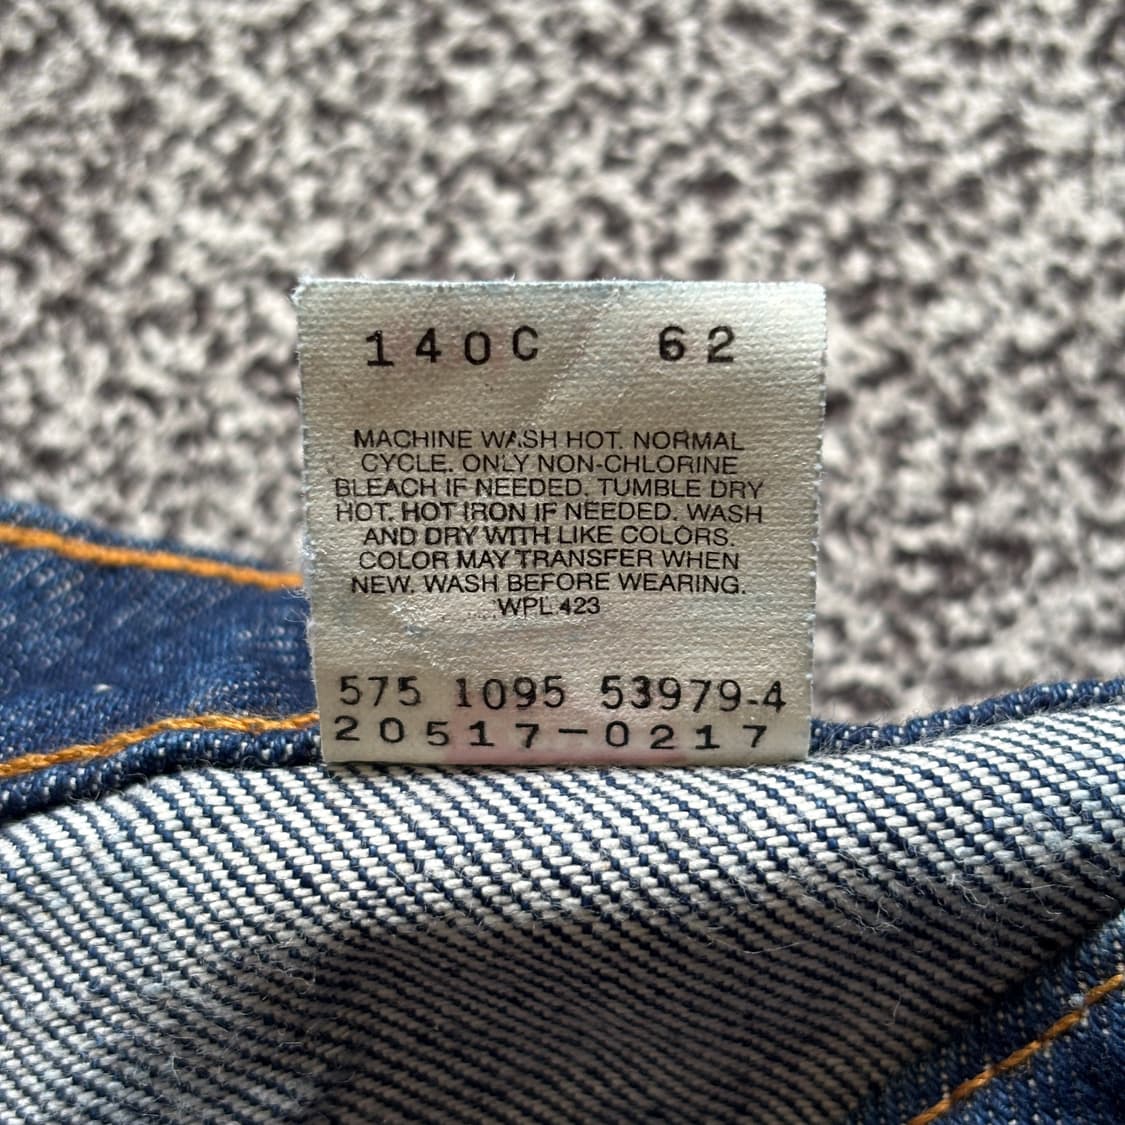 140C 62
MACHINE WASH HOT. NORMAL
CYCLE. ONLY NON-CHLORINE
BLEACH IF NEEDED. TUMBLE DRY
HOT. HOT IRON IF NEEDED. WASH
AND DRY WITH LIKE COLORS.
COLOR MAY TRANSFER WHEN
NEW. WASH BEFORE WEARING.
WPL 423
575 1095 53979-4
20517-0217